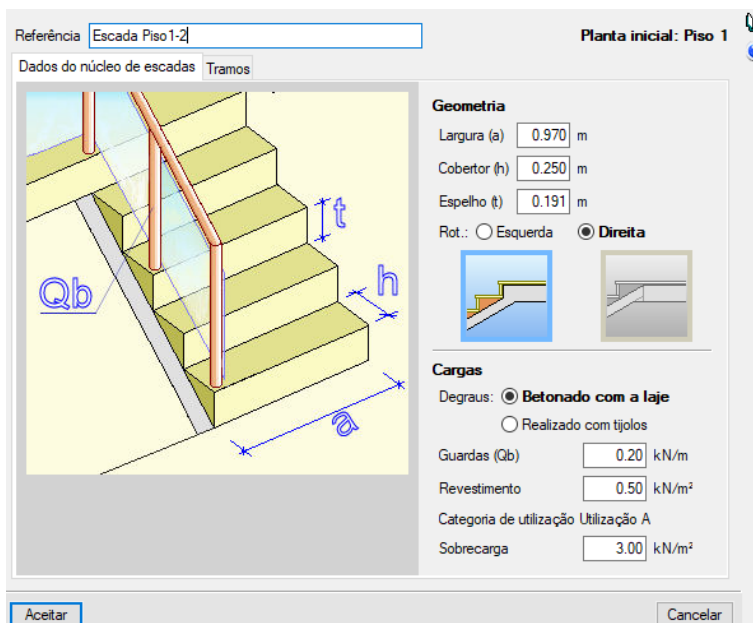 Referência Escada Piso1-2 Planta inicial: Piso 1
Dados do núcleo de escadas Tramos
Geometria
Largura (a) 0.970 m
Cobertor (h) 0.250 m
Espelho (t) 0.191 m
Rot.: Esquerda Direita
t
Qb
h
a
Cargas
Degraus: Betonado com a laje
Realizado com tijolos
Guardas (Qb) 0.20 kN/m
Revestimento 0.50 kN/m²
Categoria de utilização Utilização A
Sobrecarga 3.00 kN/m²
Aceitar Cancelar